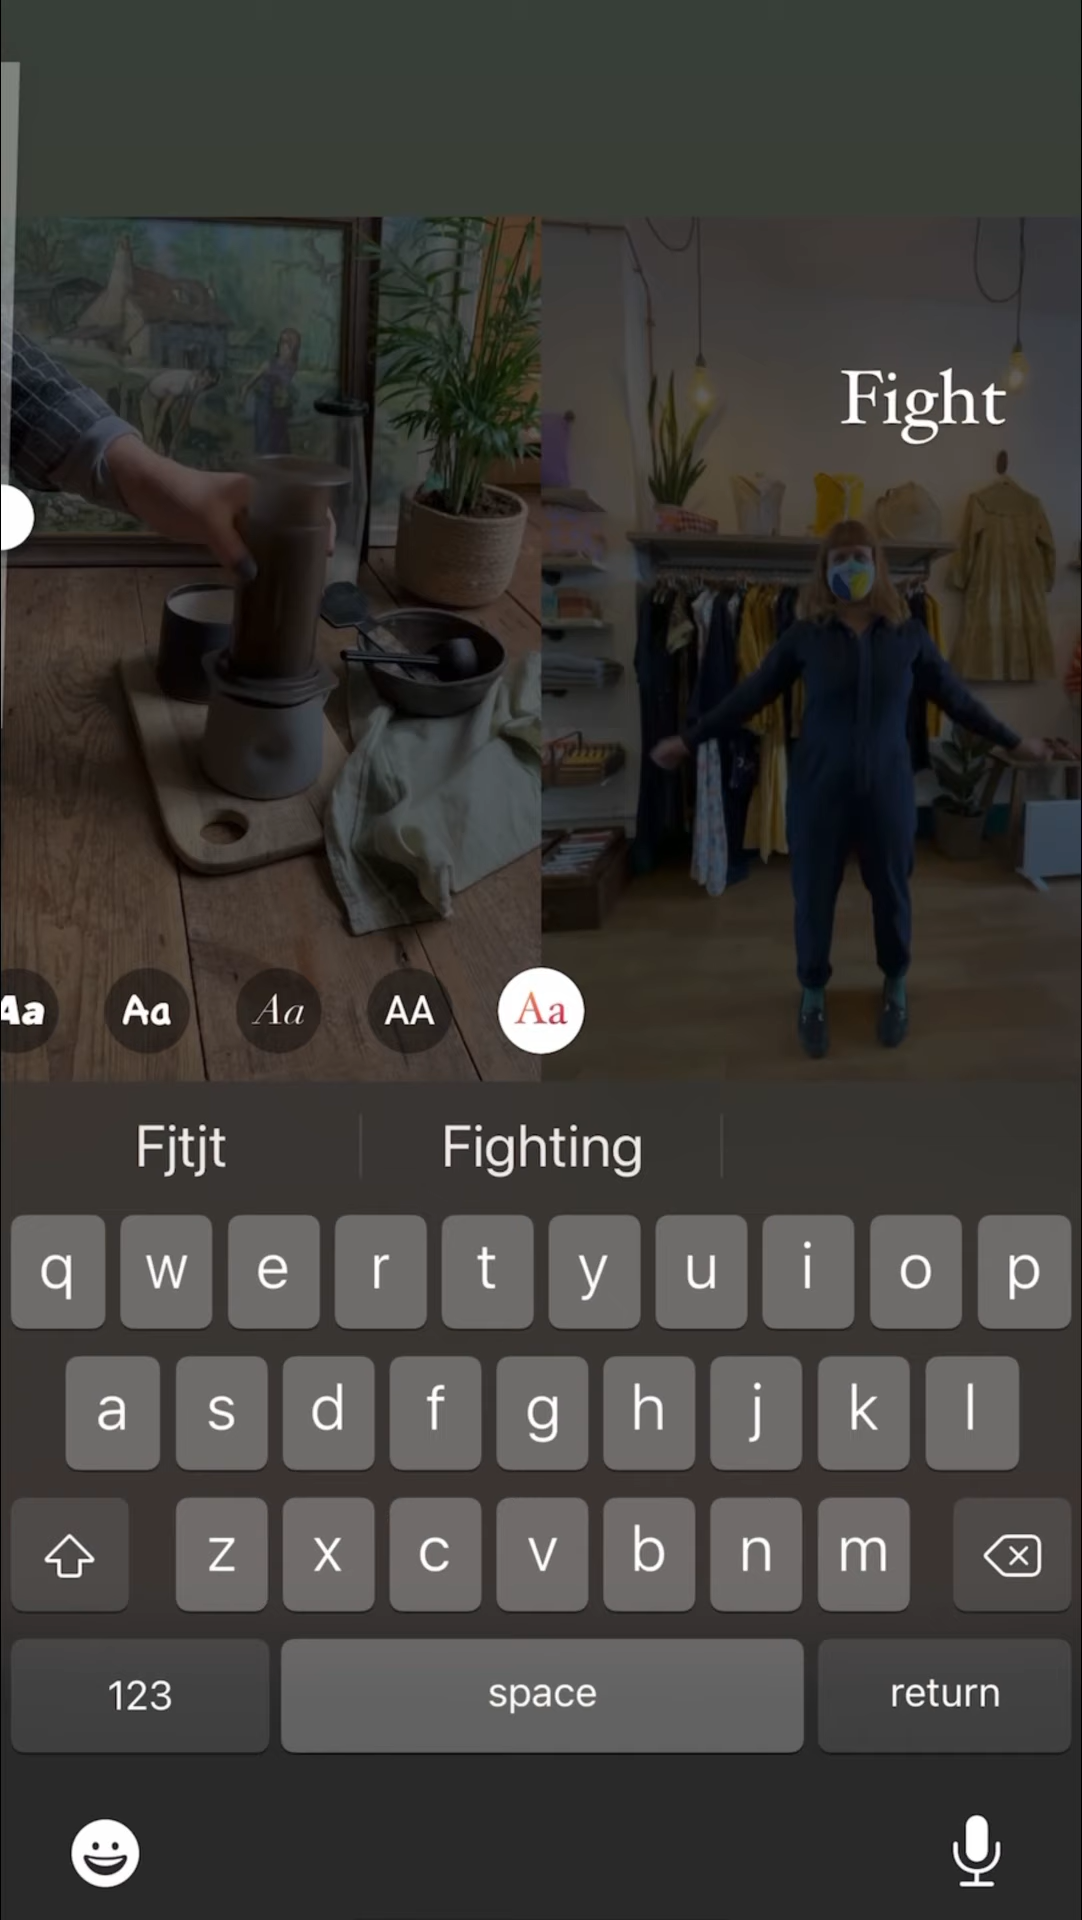 Fight
Aa Aa Aa AA Aa
Fjtjt Fighting
q w e r t y u i o p
a s d f g h j k l
z x c v b n m
123 space return